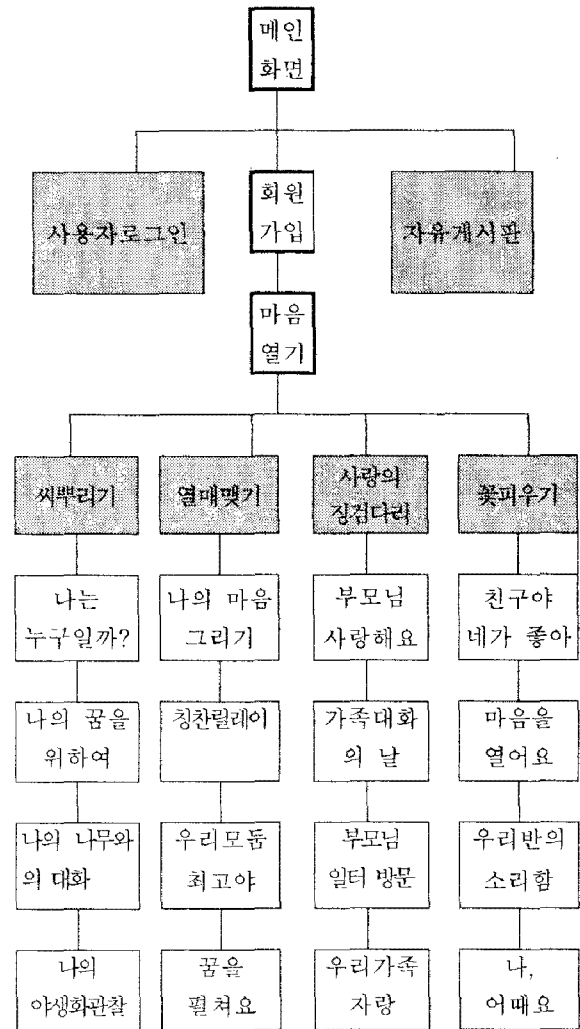 메인
화면
사용자로그인
회원
가입
자유게시판
마음
열기
씨뿌리기
열매맺기
사랑의
징검다리
꽃피우기
나는
누구일까?
나의 마음
그리기
부모님
사랑해요
친구야
네가 좋아
나의 꿈을
위하여
칭찬릴레이
가족대화
의 날
마음을
열어요
나의 나무와
의 대화
우리모둠
최고야
부모님
일터 방문
우리반의
소리함
나의
야생화관찰
꿈을
펼쳐요
우리가족
자랑
나,
어때요